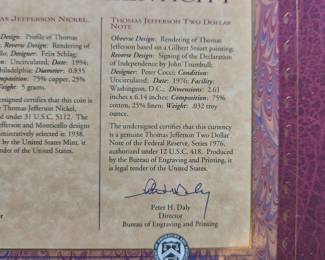 AS JEFFERSON NICKEL
Design: Profile of Thomas
Reverse Design: Rendering of
Designer: Felix Schlag;
Uncirculated; Date: 1994;
Philadelphia; Diameter: 0.835
75% copper, 25%
Weight: 5 grams.
undersigned certifies that this coin is
Thomas Jefferson Nickel,
under 31 U.S.C. 5112. The
Jefferson and Monticello designs
administratively selected in 1938.
United States Mint, it
tender of the United States.
THOMAS JEFFERSON TWO DOLLAR
NOTE
Obverse Design: Rendering of Thomas
Jefferson based on a Gilbert Stuart painting;
Reverse Design: Signing of the Declaration
of Independence by John Trumbull;
Designer: Peter Cocci; Condition:
Uncirculated; Date: 1976; Facility:
Washington, D.C., Dimensions: 2.61
inches x 6.14 inches; Composition: 75%
cotton, 25% linen; Weight: .032 troy
ounce.
The undersigned certifies that this currency
is a genuine Thomas Jefferson Two Dollar
Note of the Federal Reserve, Series 1976,
authorized under 12 U.S.C. 418. Produced
by the Bureau of Engraving and Printing, it
is legal tender of the United States.
Peter H. Daly
Director
Bureau of Engraving and Printing